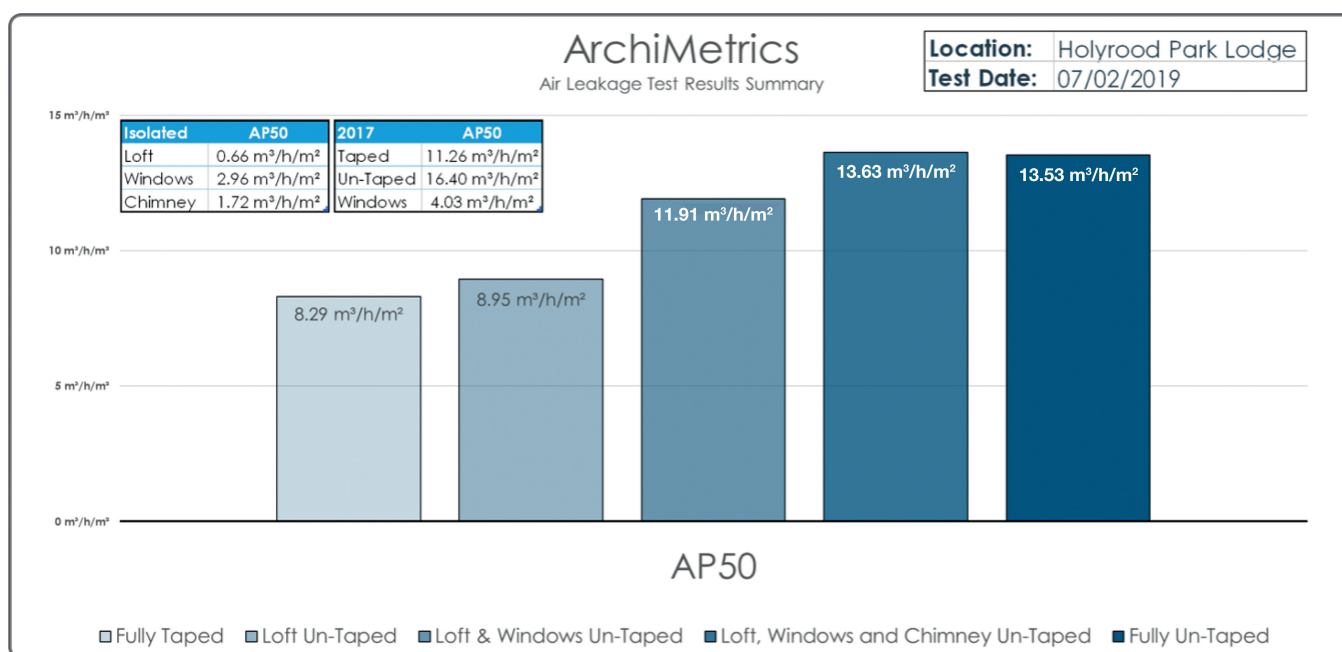 ArchiMetrics
Air Leakage Test Results Summary
Location: Holyrood Park Lodge
Test Date: 07/02/2019
15 m³/h/m³
Isolated AP50 2017 AP50
Loft 0.66 m³/h/m² Taped 11.26 m³/h/m²
Windows 2.96 m³/h/m² Un-Taped 16.40 m³/h/m²
Chimney 1.72 m³/h/m² Windows 4.03 m³/h/m²
13.63 m³/h/m²
13.53 m³/h/m²
11.91 m³/h/m²
10 m³/h/m³
8.95 m³/h/m²
8.29 m³/h/m²
5 m³/h/m³
0 m³/h/m³
AP50
Fully Taped Loft Un-Taped Loft & Windows Un-Taped Loft, Windows and Chimney Un-Taped Fully Un-Taped